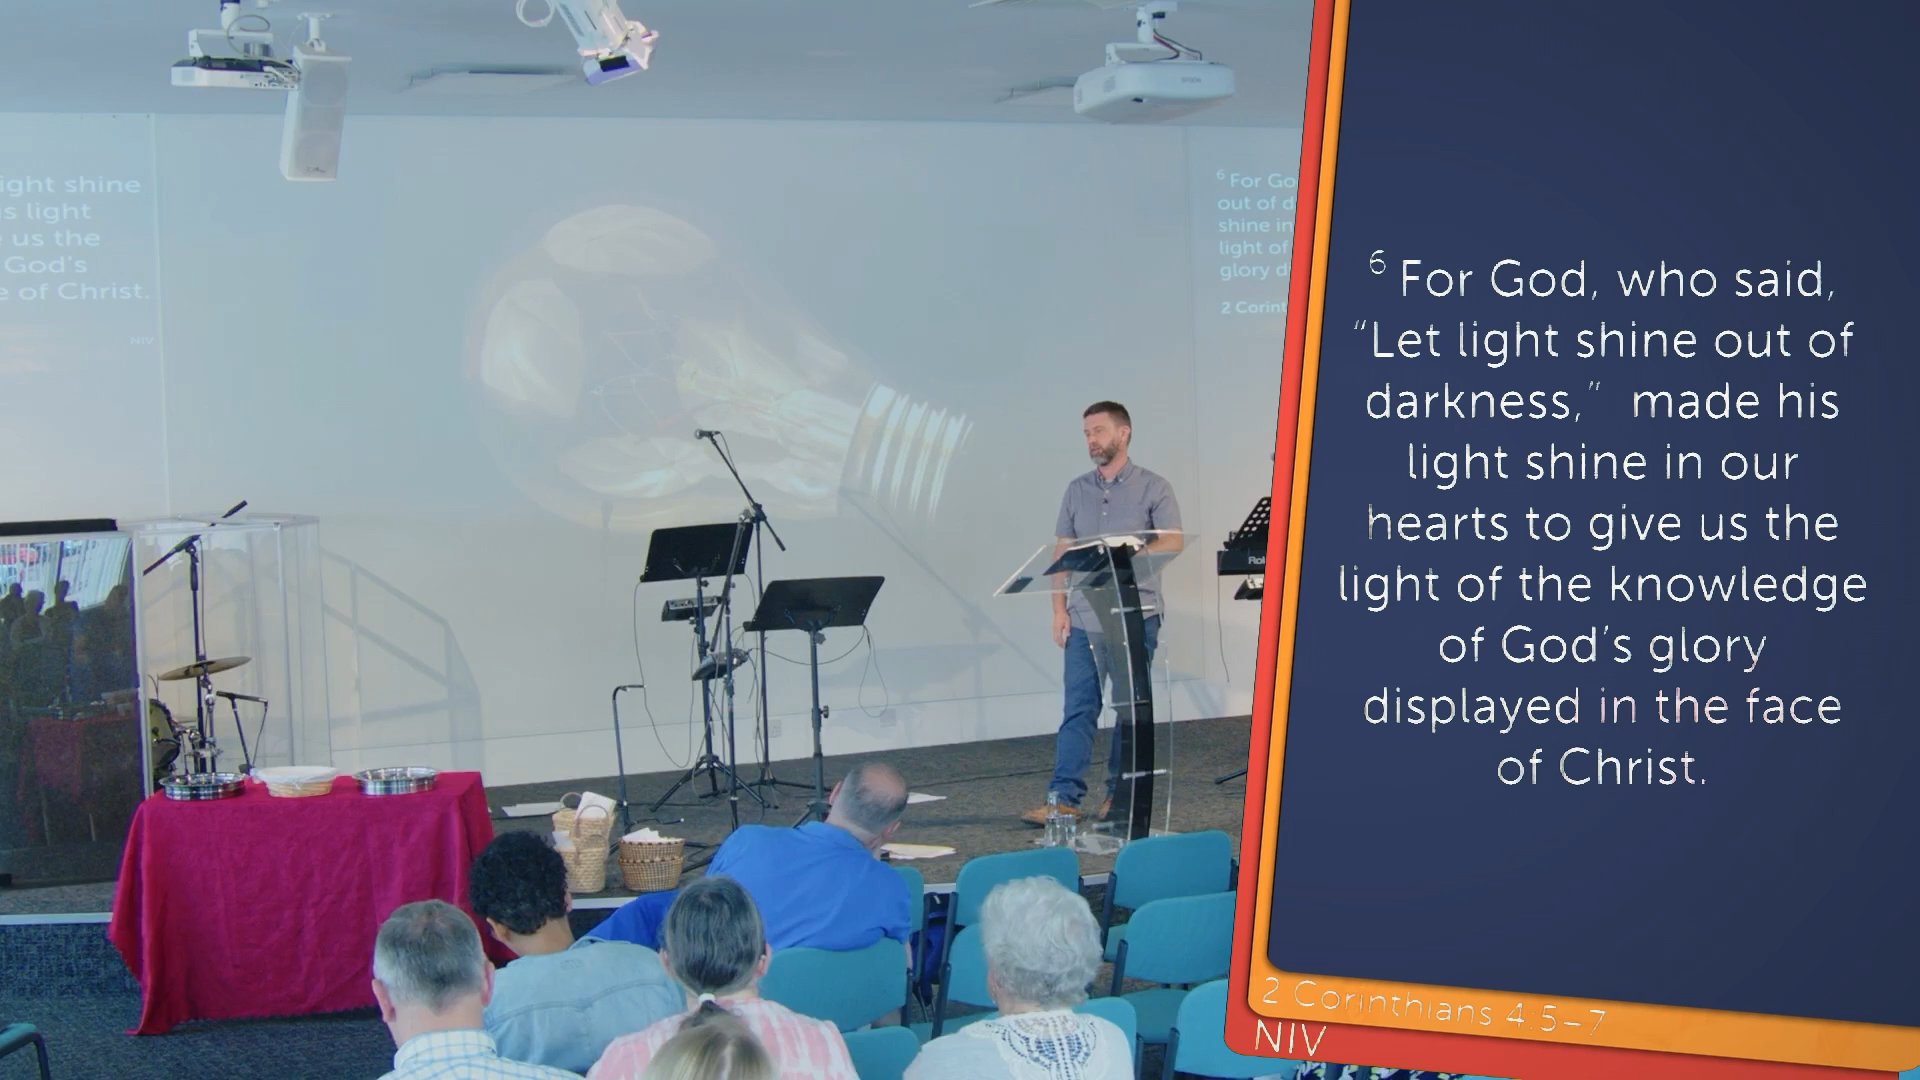 ight shine
s light
us the
God's
e of Christ.
NIV
6 For Go
out of d
shine in
light of
glory d
2 Corint
6 For God, who said,
“Let light shine out of
darkness,” made his
light shine in our
hearts to give us the
light of the knowledge
of God’s glory
displayed in the face
of Christ.
2 Corinthians 4:5–7
NIV